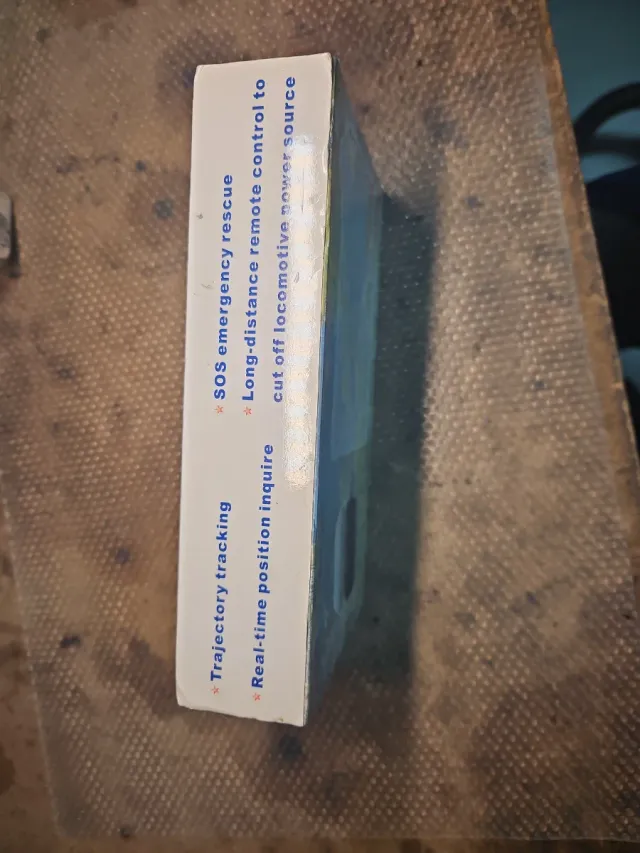 ☆Trajectory tracking
☆Real-time position inquire
☆SOS emergency rescue
☆Long-distance remote control to
cut off locomotive power source